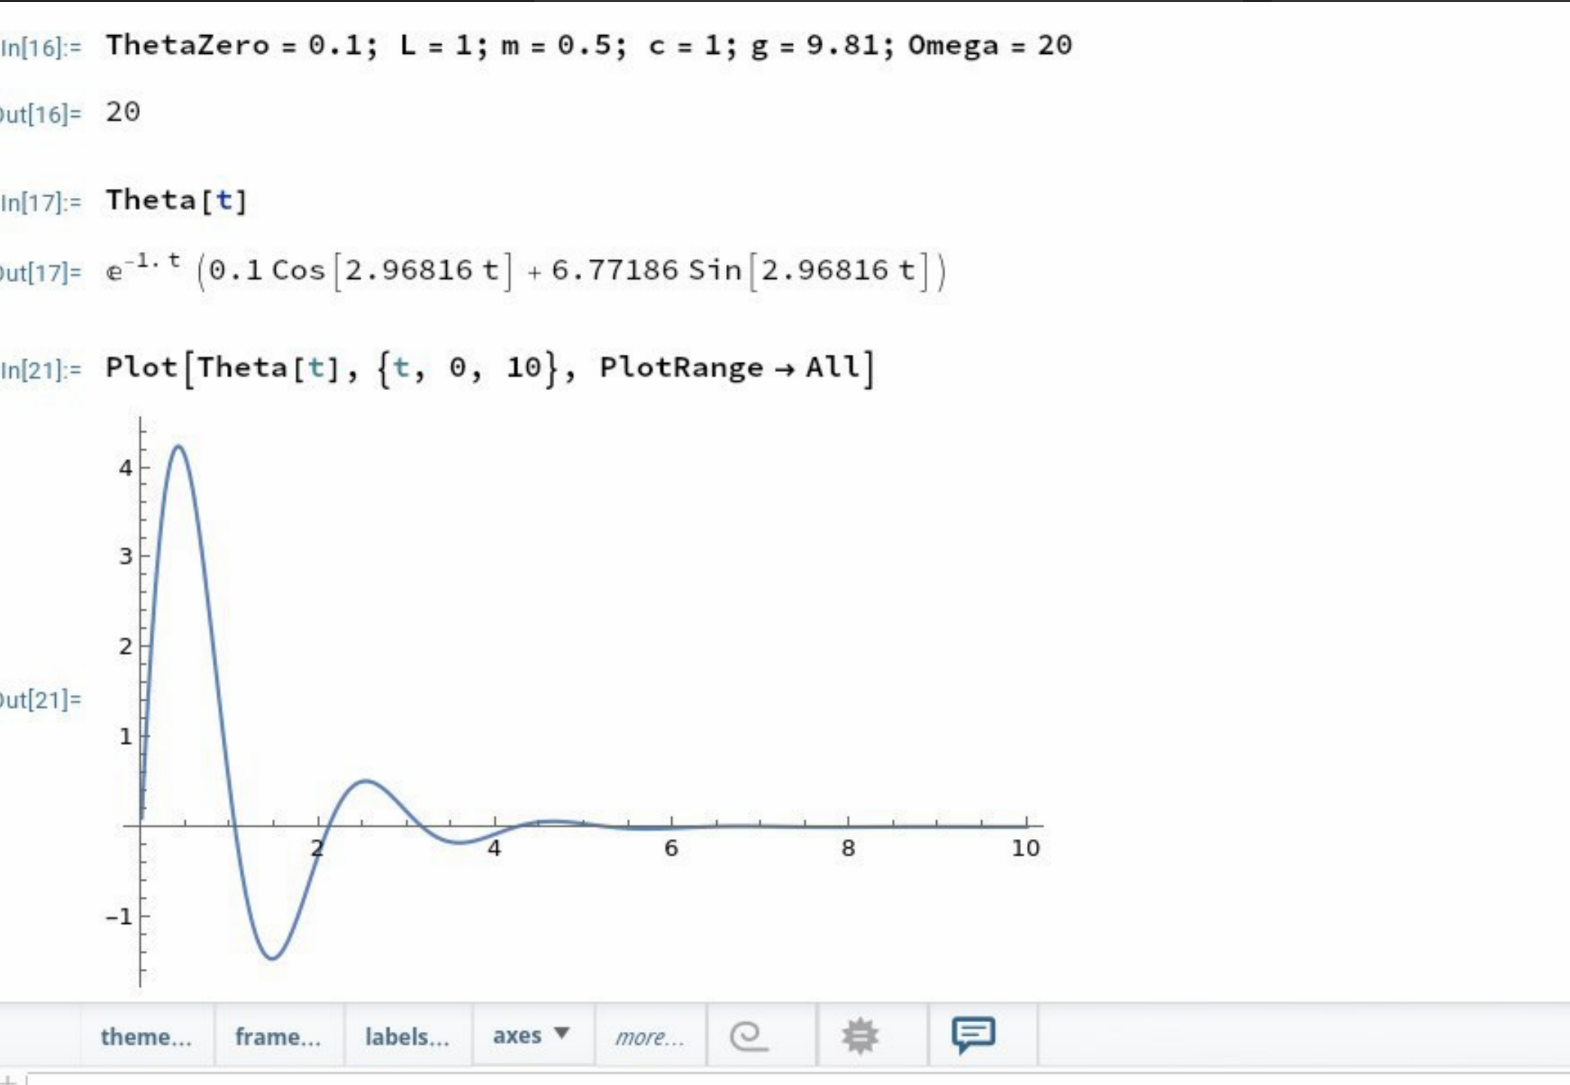 In[16]:= ThetaZero = 0.1; L = 1; m = 0.5; c = 1; g = 9.81; Omega = 20
Out[16]= 20
In[17]:= Theta[t]
Out[17]= ⅇ^-1. t (0.1 Cos[2.96816 t] + 6.77186 Sin[2.96816 t])
In[21]:= Plot[Theta[t], {t, 0, 10}, PlotRange → All]
4
3
2
1
Out[21]=
2 4 6 8 10
-1
theme... frame... labels... axes ▼ more...